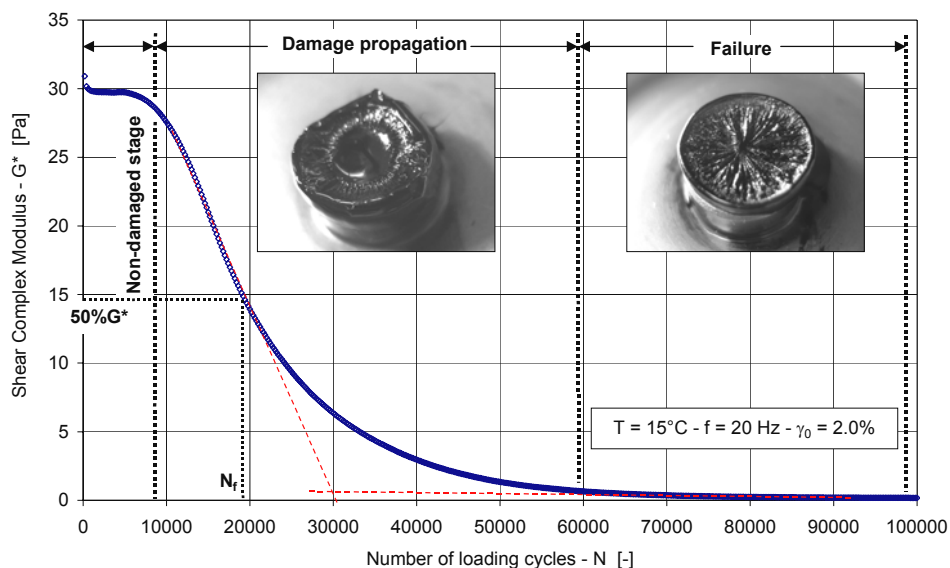 35
30
25
20
15
10
5
0
Shear Complex Modulus - G* [Pa]
Damage propagation
Failure
Non-damaged stage
50%G*
N_f
T = 15°C - f = 20 Hz - γ₀ = 2.0%
0 10000 20000 30000 40000 50000 60000 70000 80000 90000 100000
Number of loading cycles - N [-]